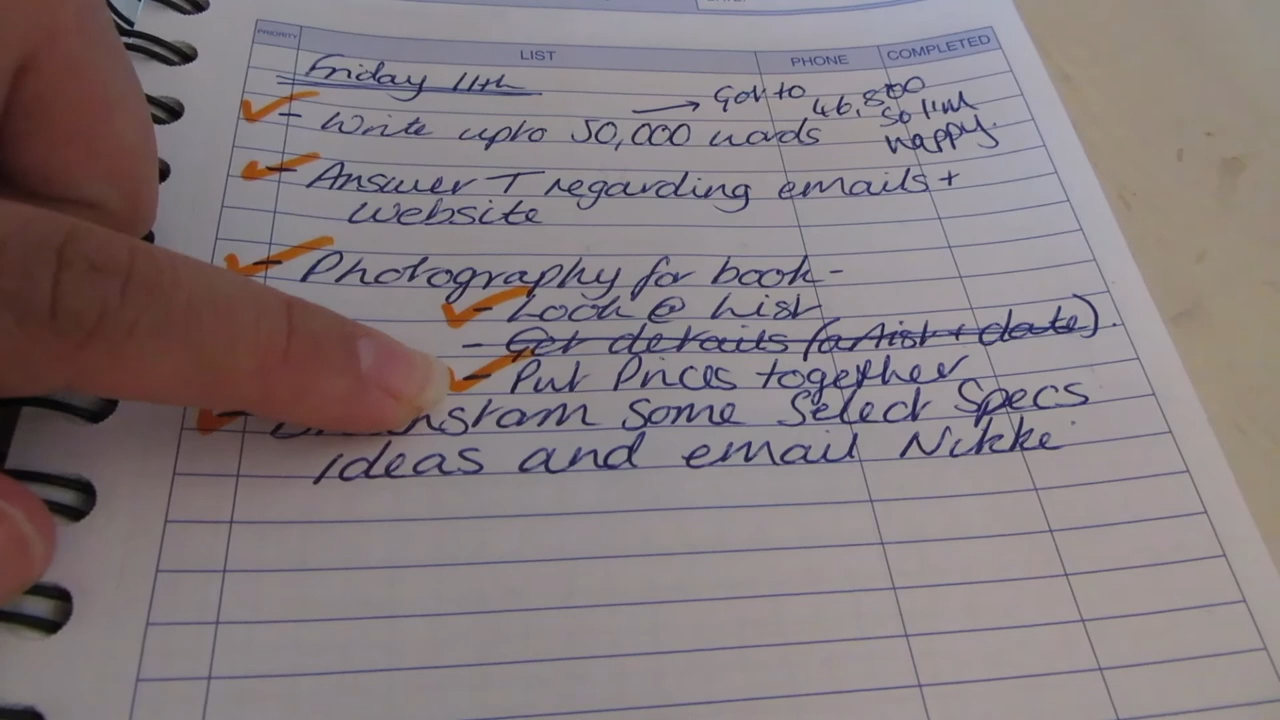 PRIORITY LIST PHONE COMPLETED
Friday 11th
→ Got to 46,800
so I'm
happy.
- Write upto 50,000 words
- Answer T regarding emails +
website
- Photography for book -
- Look @ List
- Get details (artist + date).
- Put Prices together
- some Select Specs
ideas and email Nikke